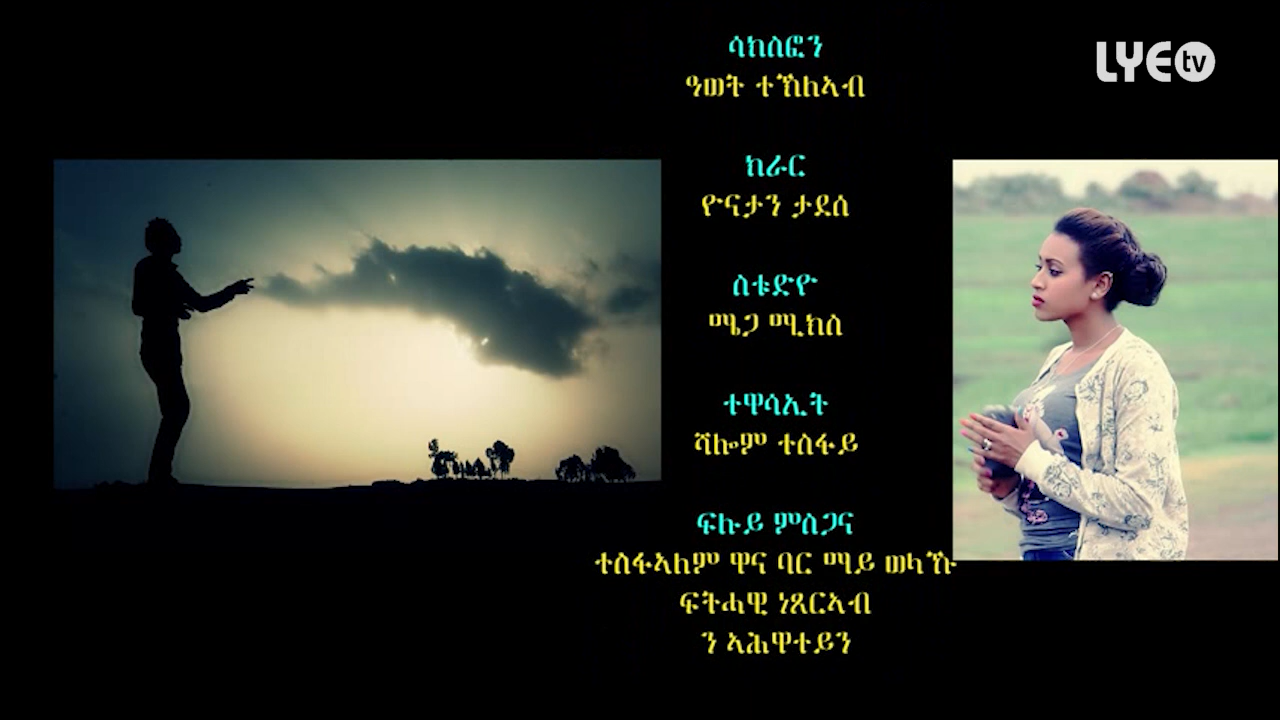 LYE tv
ሳክስፎን
ዓወት ተኽለኣብ
ክራር
ዮናታን ታደሰ
ስቱድዮ
ሜጋ ሚክስ
ተዋሳኢት
ሻሎም ተስፋይ
ፍሉይ ምስጋና
ተስፋኣለም ዋና ባር ማይ ወላኹ
ፍትሓዊ ነጸርኣብ
ን ኣሕዋተይን